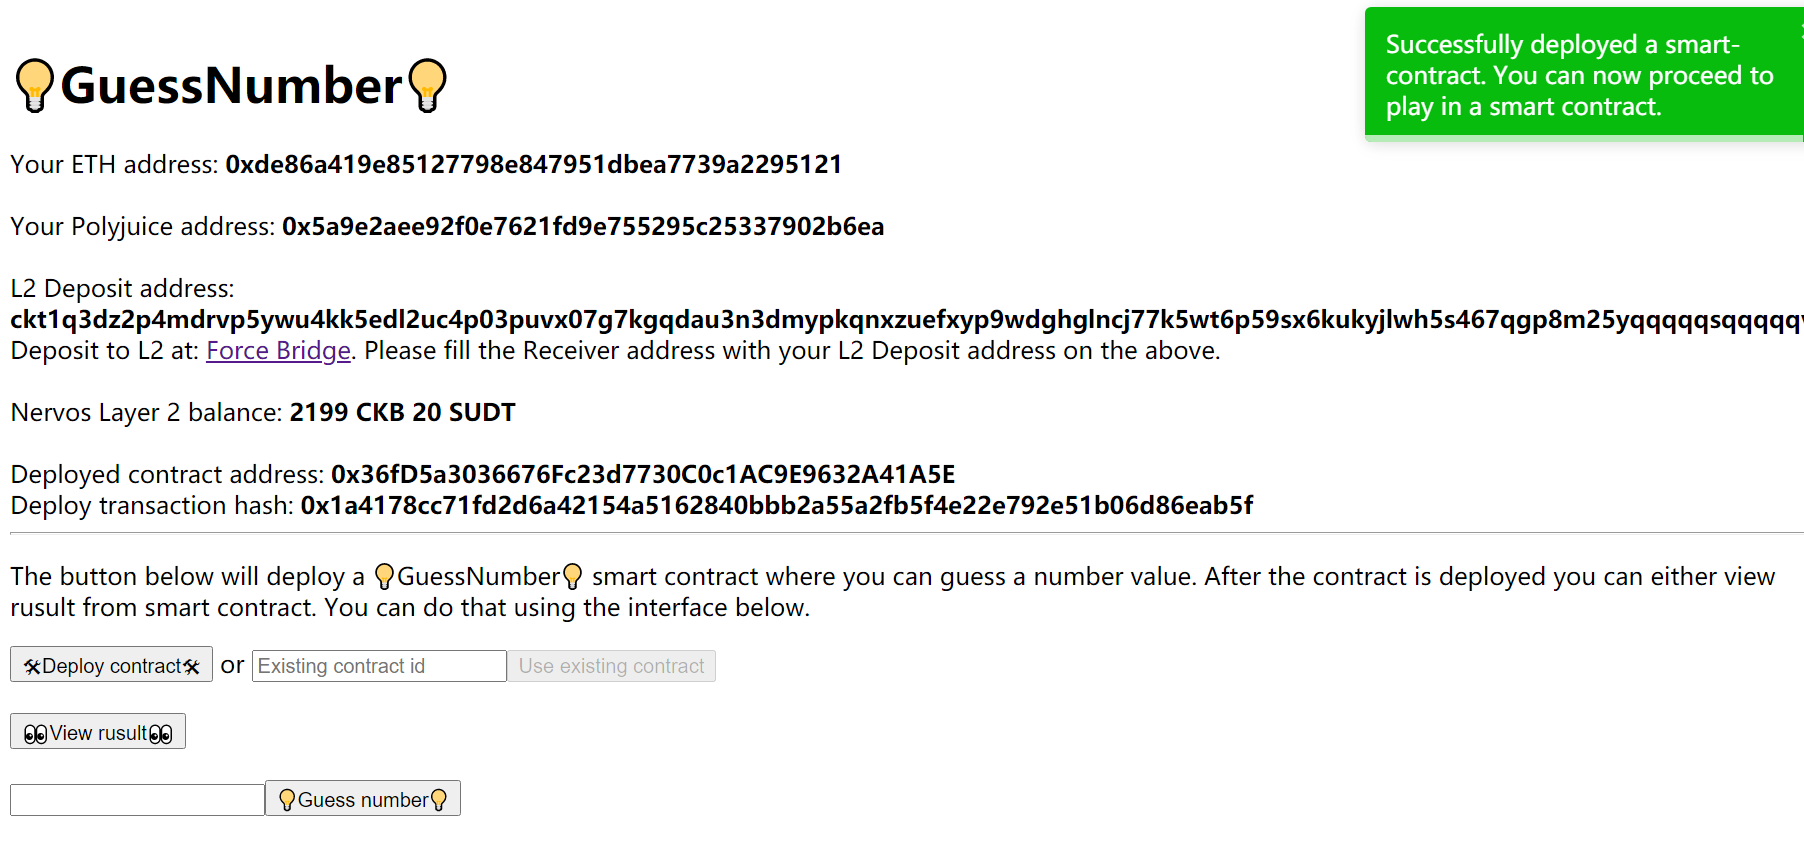 Successfully deployed a smart-
contract. You can now proceed to
play in a smart contract.
💡GuessNumber💡
Your ETH address: 0xde86a419e85127798e847951dbea7739a2295121
Your Polyjuice address: 0x5a9e2aee92f0e7621fd9e755295c25337902b6ea
L2 Deposit address:
ckt1q3dz2p4mdrvp5ywu4kk5edl2uc4p03puvx07g7kgqdau3n3dmypkqnxzuefxyp9wdghglncj77k5wt6p59sx6kukyjlwh5s467qgp8m25yqqqqqsqqqqqv
Deposit to L2 at: Force Bridge. Please fill the Receiver address with your L2 Deposit address on the above.
Nervos Layer 2 balance: 2199 CKB 20 SUDT
Deployed contract address: 0x36fD5a3036676Fc23d7730C0c1AC9E9632A41A5E
Deploy transaction hash: 0x1a4178cc71fd2d6a42154a5162840bbb2a55a2fb5f4e22e792e51b06d86eab5f
The button below will deploy a 💡GuessNumber💡 smart contract where you can guess a number value. After the contract is deployed you can either view
rusult from smart contract. You can do that using the interface below.
🛠Deploy contract🛠 or Existing contract id Use existing contract
👀View rusult👀
💡Guess number💡